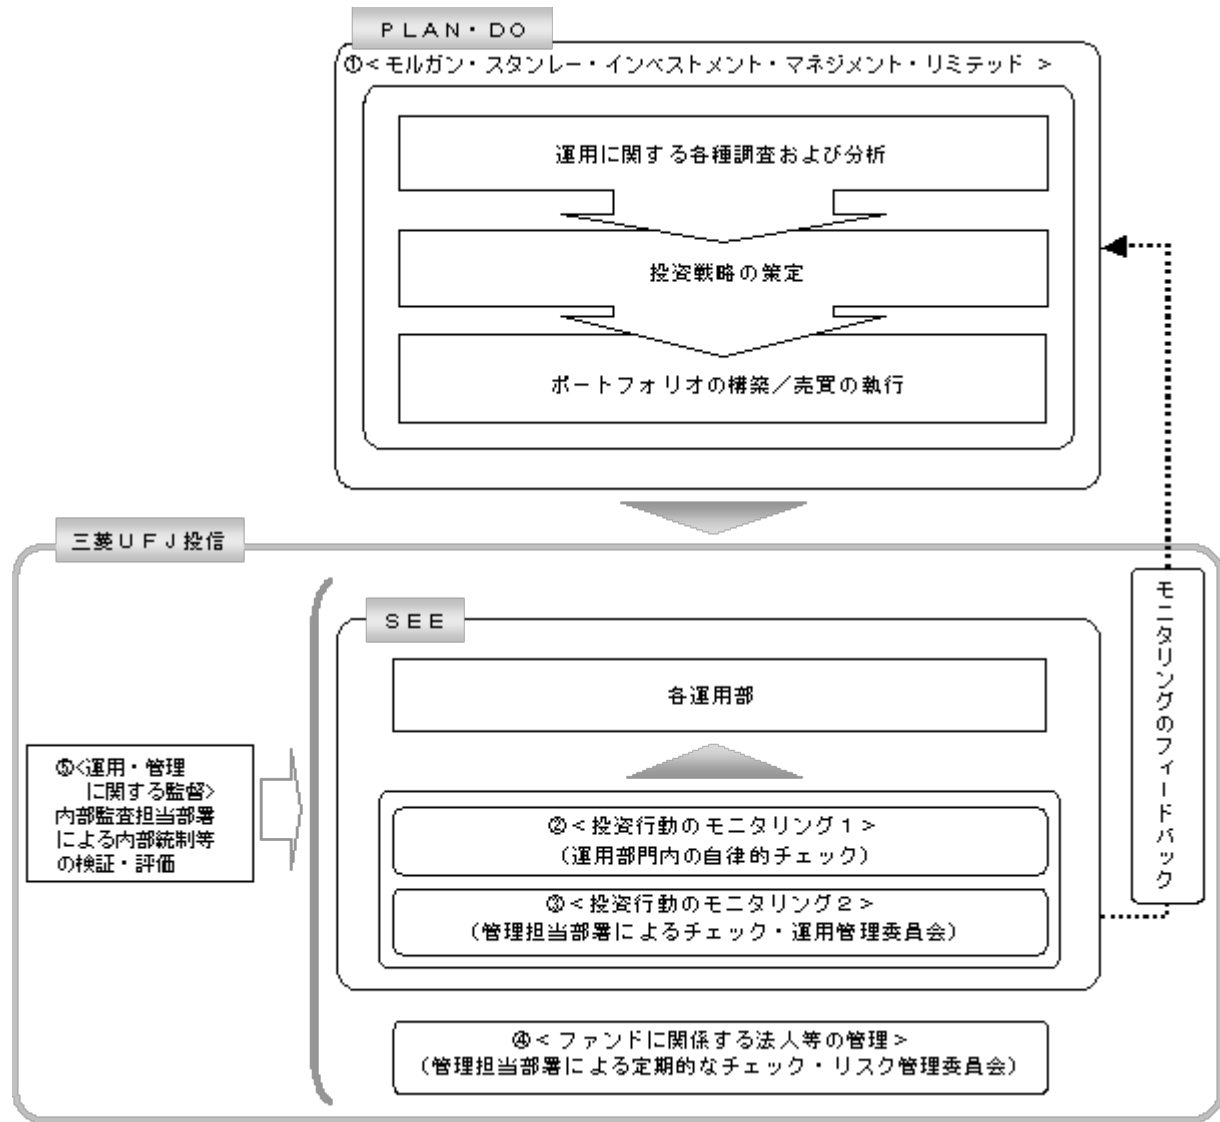 ＰＬＡＮ・ＤＯ
①＜モルガン・スタンレー・インベストメント・マネジメント・リミテッド ＞
運用に関する各種調査および分析
投資戦略の策定
ポートフォリオの構築／売買の執行
三菱ＵＦＪ投信
ＳＥＥ
各運用部
モニタリングのフィードバック
⑤<運用・管理
に関する監督>
内部監査担当部署
による内部統制等
の検証・評価
②＜投資行動のモニタリング１＞
（運用部門内の自律的チェック）
③＜投資行動のモニタリング２＞
（管理担当部署によるチェック・運用管理委員会）
④＜ファンドに関係する法人等の管理＞
（管理担当部署による定期的なチェック・リスク管理委員会）